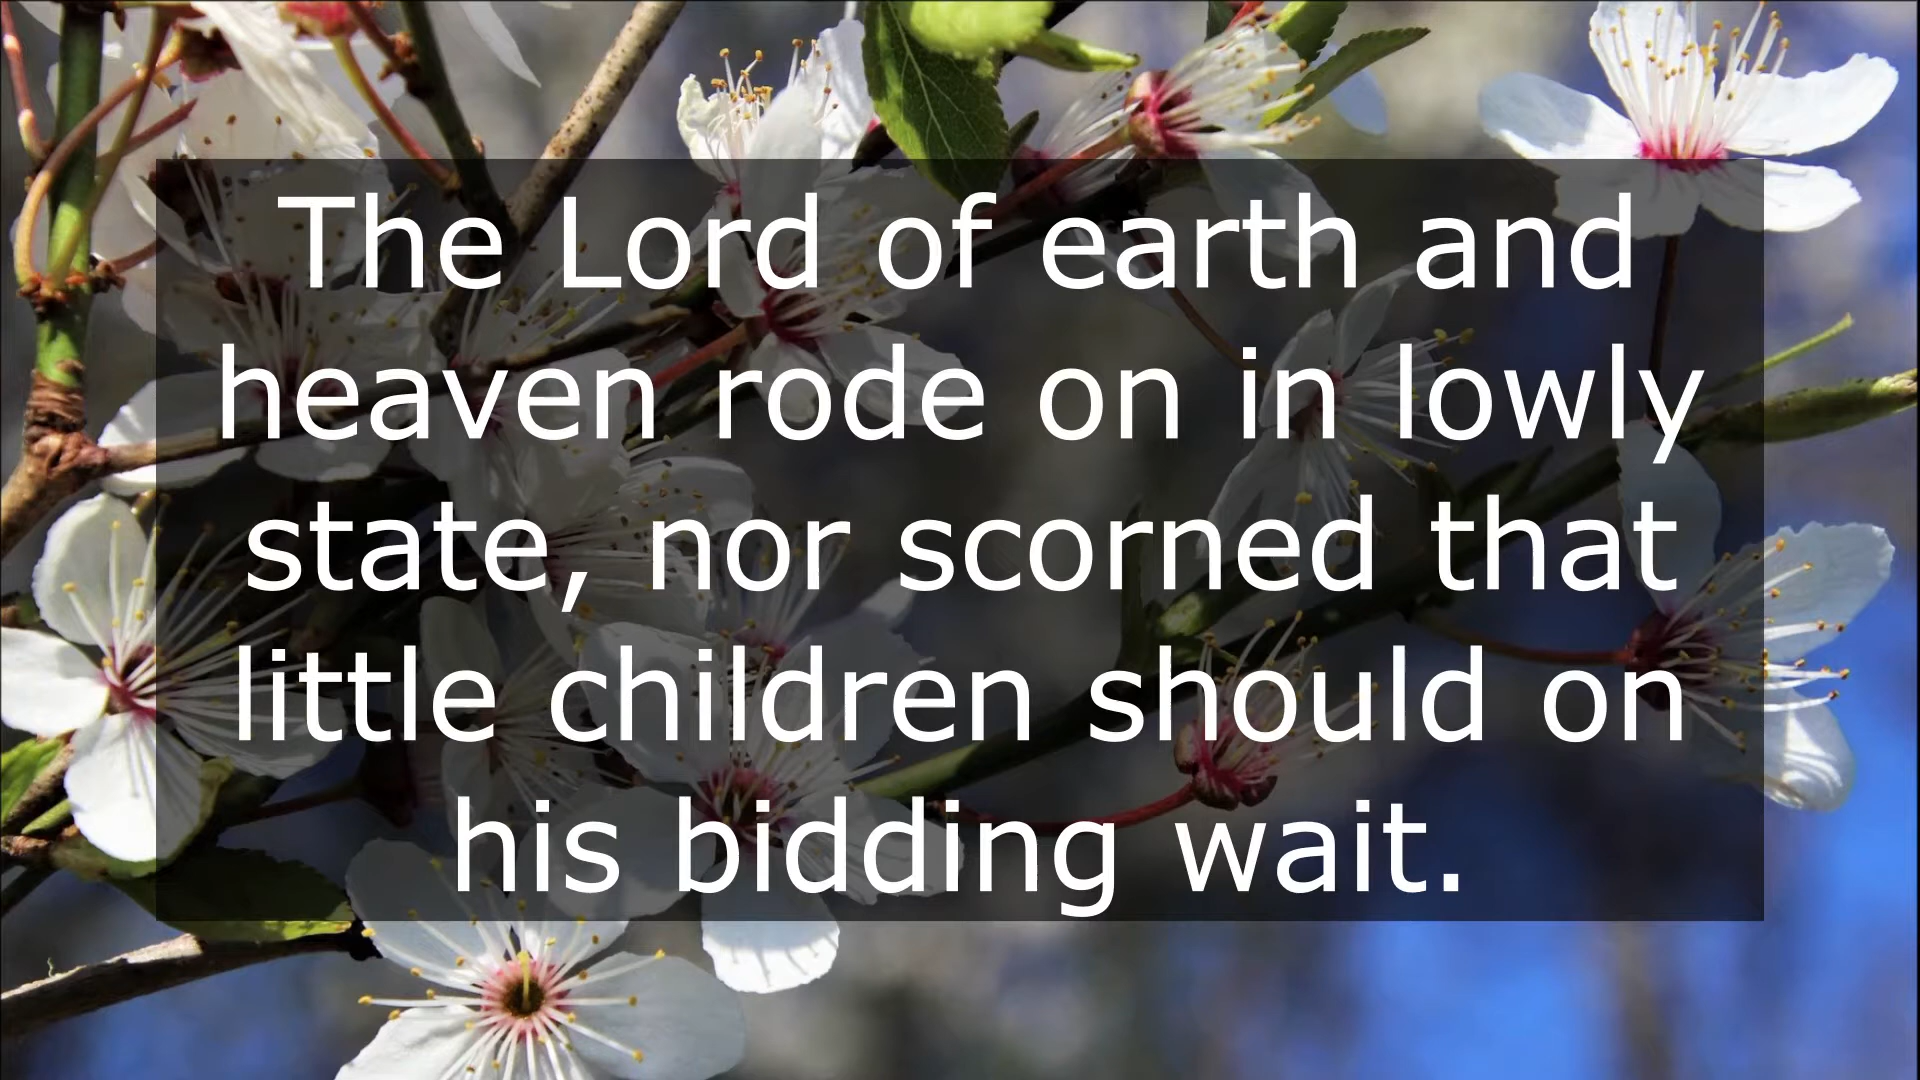 The Lord of earth and
heaven rode on in lowly
state, nor scorned that
little children should on
his bidding wait.